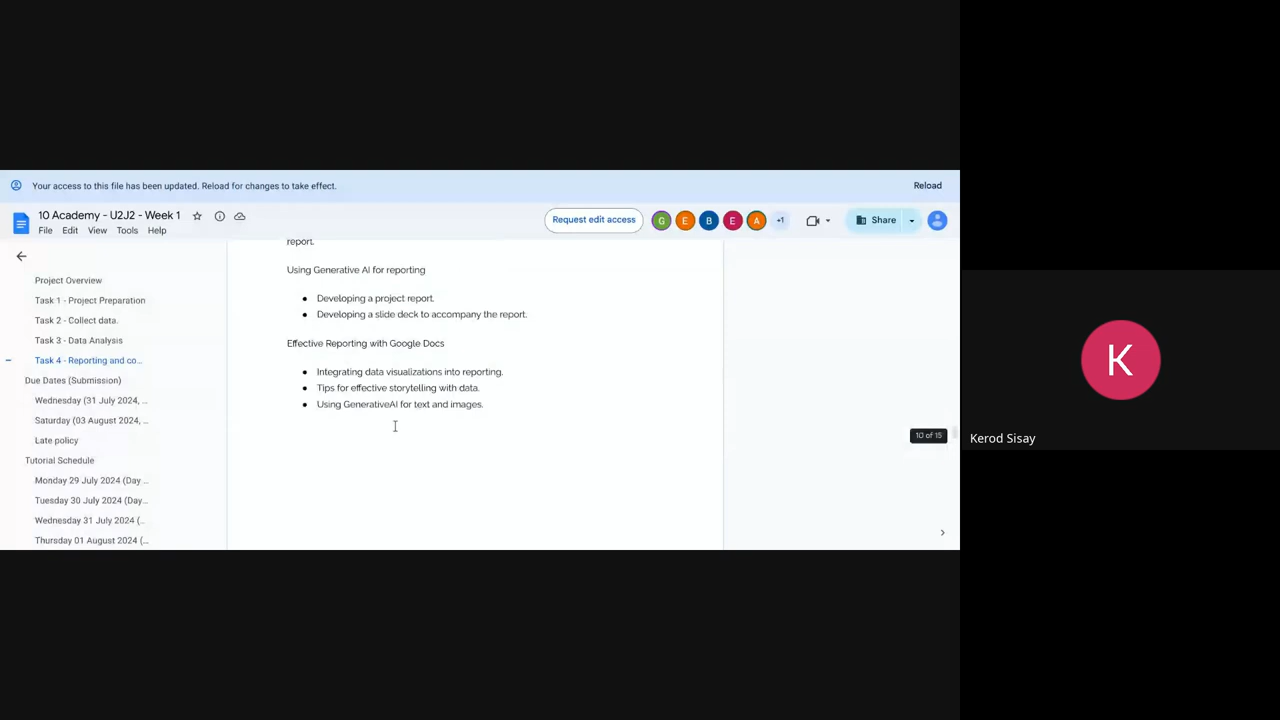 Your access to this file has been updated. Reload for changes to take effect.
Reload
10 Academy - U2J2 - Week 1
File Edit View Tools Help
Request edit access
G E B E A +1
Share
Project Overview
Task 1 - Project Preparation
Task 2 - Collect data.
Task 3 - Data Analysis
Task 4 - Reporting and co...
Due Dates (Submission)
Wednesday (31 July 2024, ...
Saturday (03 August 2024, ...
Late policy
Tutorial Schedule
Monday 29 July 2024 (Day ...
Tuesday 30 July 2024 (Day...
Wednesday 31 July 2024 (...
Thursday 01 August 2024 (...
report.
Using Generative AI for reporting
● Developing a project report.
● Developing a slide deck to accompany the report.
Effective Reporting with Google Docs
● Integrating data visualizations into reporting.
● Tips for effective storytelling with data.
● Using GenerativeAI for text and images.
10 of 15
K
Kerod Sisay